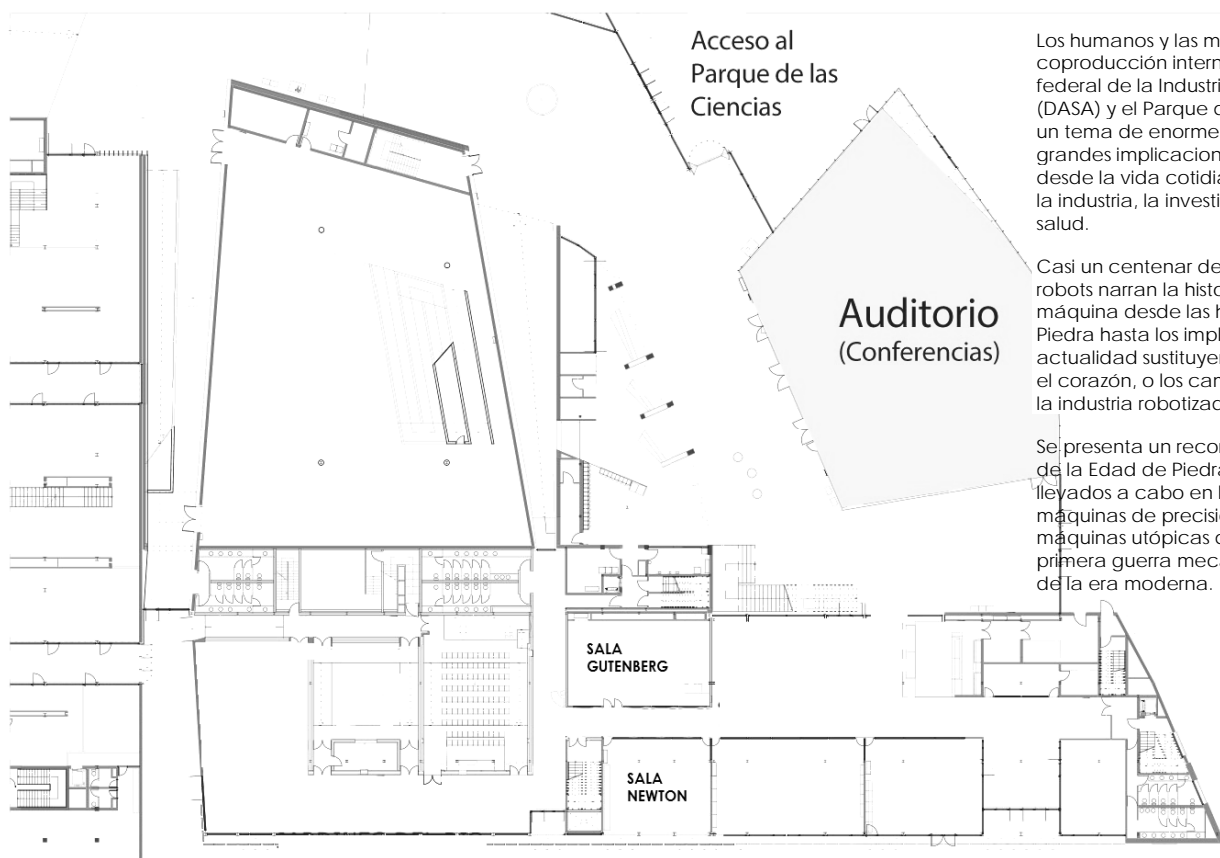 Acceso al
Parque de las
Ciencias
Auditorio
(Conferencias)
SALA
GUTENBERG
SALA
NEWTON
Los humanos y las m
coproducción intern
federal de la Industri
(DASA) y el Parque d
un tema de enorme
grandes implicacion
desde la vida cotidia
la industria, la investi
salud.
Casi un centenar de
robots narran la histo
máquina desde las h
Piedra hasta los impl
actualidad sustituye
el corazón, o los ca
la industria robotizad
Se presenta un recor
de la Edad de Piedra
llevados a cabo en l
máquinas de precisi
máquinas utópicas d
primera guerra meca
de la era moderna.